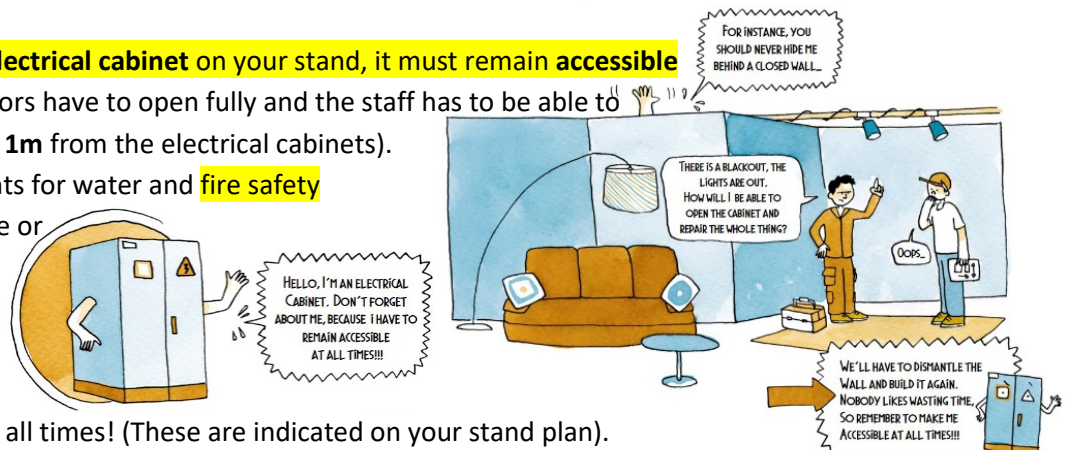 lectrical cabinet on your stand, it must remain accessible
ors have to open fully and the staff has to be able to
1m from the electrical cabinets).
ts for water and fire safety
e or
all times! (These are indicated on your stand plan).
HELLO, I'M AN ELECTRICAL
CABINET. DON'T FORGET
ABOUT ME, BECAUSE I HAVE TO
REMAIN ACCESSIBLE
AT ALL TIMES!!!
FOR INSTANCE, YOU
SHOULD NEVER HIDE ME
BEHIND A CLOSED WALL...
THERE IS A BLACKOUT, THE
LIGHTS ARE OUT.
HOW WILL I BE ABLE TO
OPEN THE CABINET AND
REPAIR THE WHOLE THING?
OOPS...
WE'LL HAVE TO DISMANTLE THE
WALL AND BUILD IT AGAIN.
NOBODY LIKES WASTING TIME,
SO REMEMBER TO MAKE ME
ACCESSIBLE AT ALL TIMES!!!